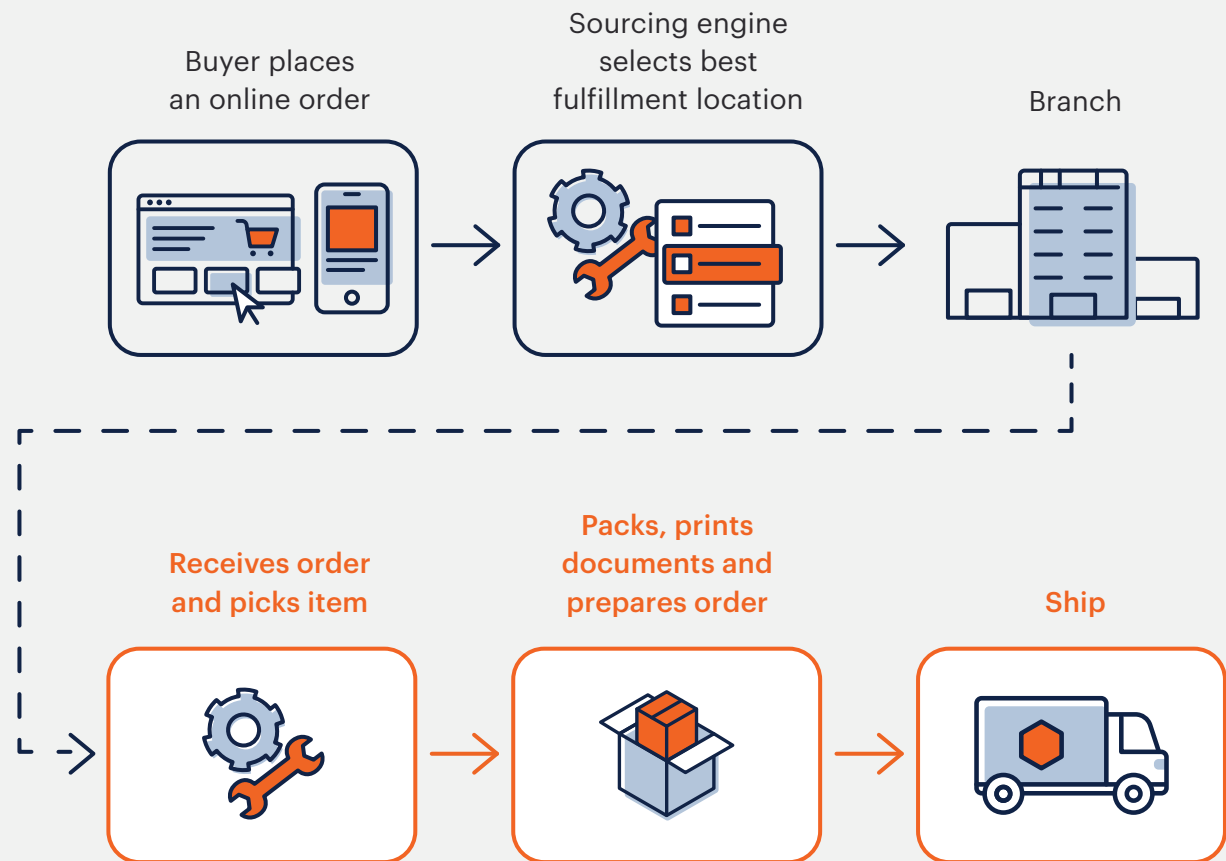 Buyer places
an online order
Sourcing engine
selects best
fulfillment location
Branch
Receives order
and picks item
Packs, prints
documents and
prepares order
Ship